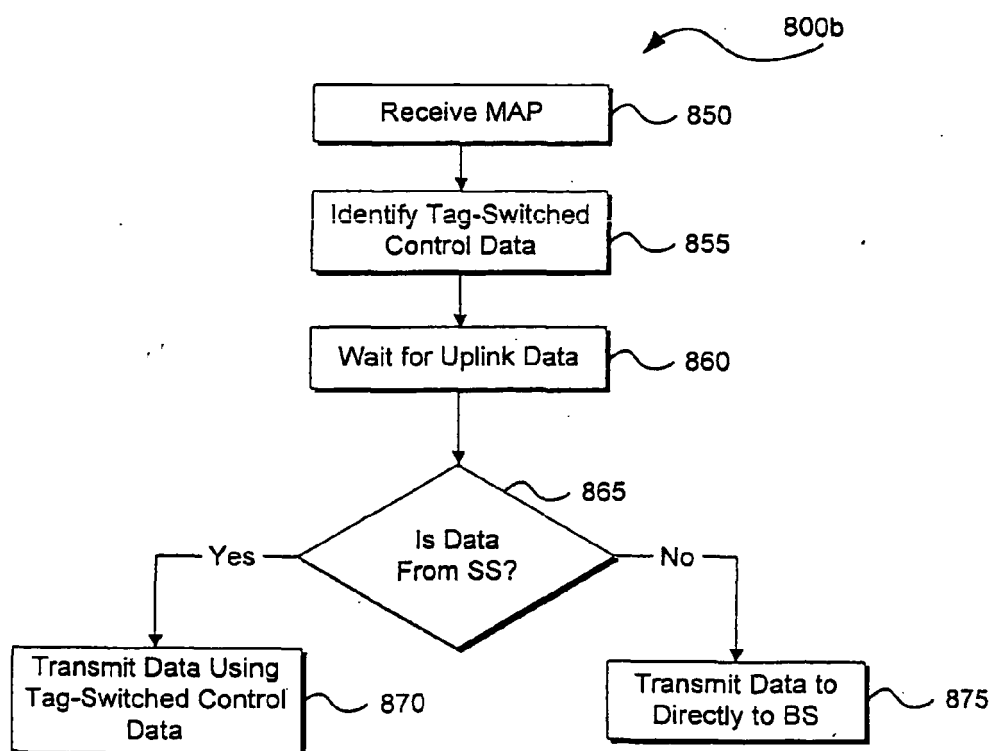 800b
Receive MAP
850
Identify Tag-Switched
Control Data
855
Wait for Uplink Data
860
865
Is Data
From SS?
Yes
No
Transmit Data Using
Tag-Switched Control
Data
870
Transmit Data to
Directly to BS
875